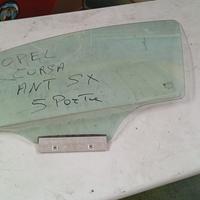 OPEL
CORSA
ANT SX
5 Porte